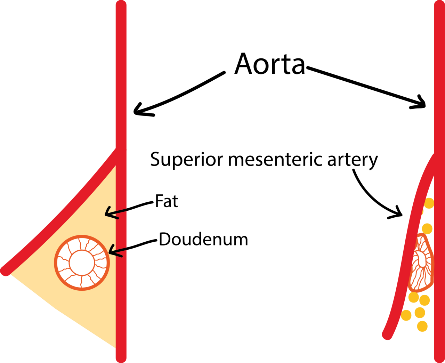 Aorta
Superior mesenteric artery
Fat
Doudenum